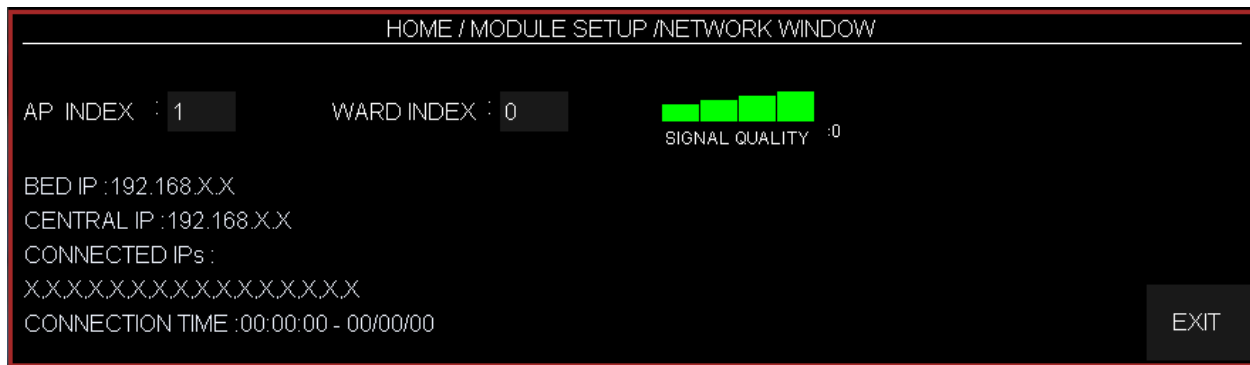 HOME / MODULE SETUP /NETWORK WINDOW
AP INDEX : 1 WARD INDEX : 0 SIGNAL QUALITY :0
BED IP :192.168.X.X
CENTRAL IP :192.168.X.X
CONNECTED IPs :
X,X,X,X,X,X,X,X,X,X,X,X,X,X,X,X
CONNECTION TIME :00:00:00 - 00/00/00
EXIT